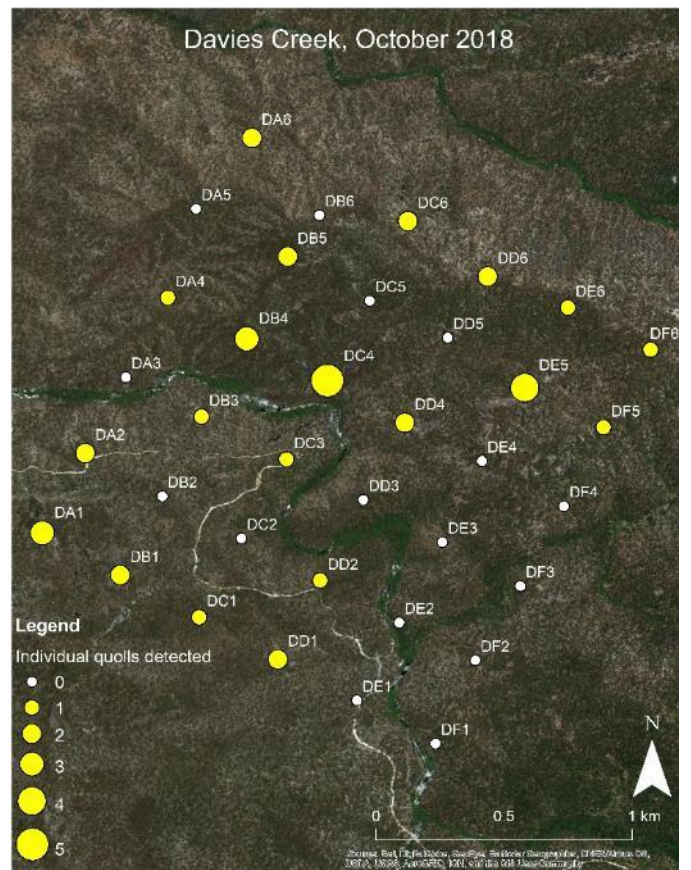 Davies Creek, October 2018
DA6
DA5
DB6
DC6
DB5
DD6
DA4
DC5
DE6
DB4
DD5
DF6
DC4
DA3
DE5
DB3
DD4
DF5
DA2
DC3
DE4
DB2
DD3
DF4
DA1
DC2
DE3
DB1
DD2
DF3
DC1
DE2
Legend
Individual quolls detected
DD1
DF2
0
1
2
3
4
5
DE1
DF1
N
0 0 5 1 km